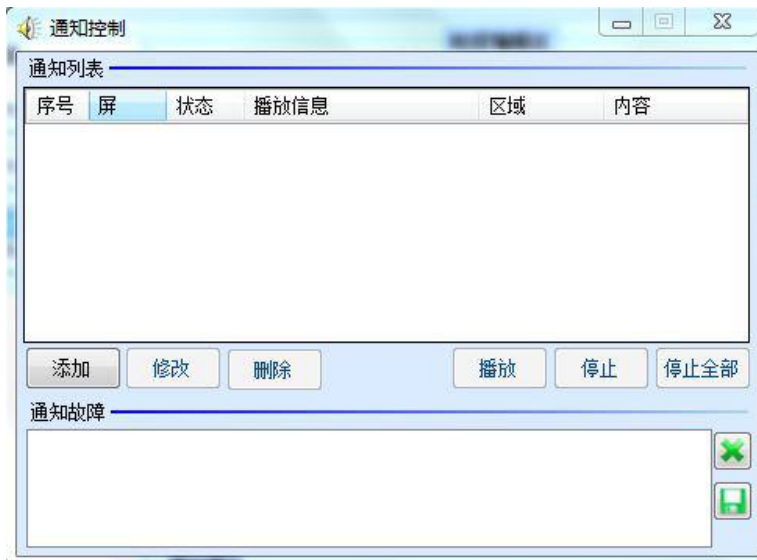 通知控制
通知列表
序号 屏 状态 播放信息 区域 内容
添加 修改 删除 播放 停止 停止全部
通知故障